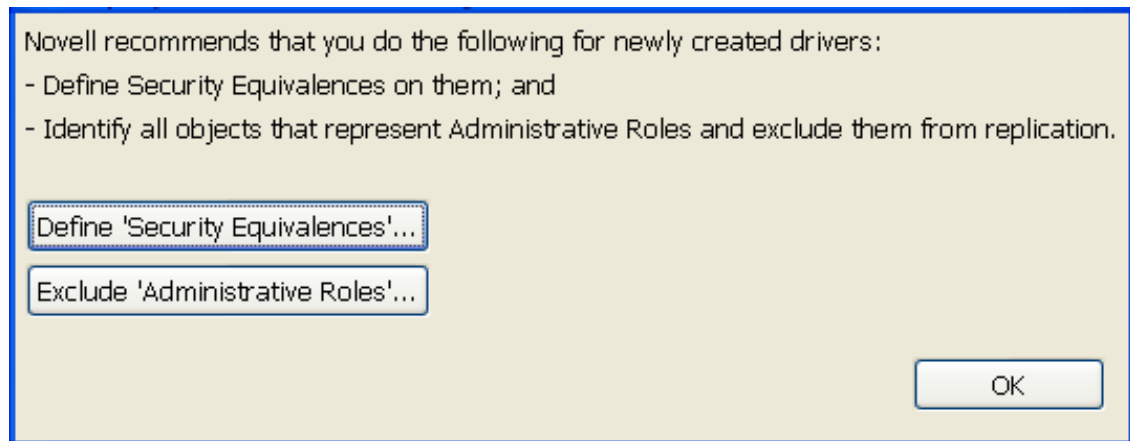 Novell recommends that you do the following for newly created drivers:
- Define Security Equivalences on them; and
- Identify all objects that represent Administrative Roles and exclude them from replication.
Define 'Security Equivalences'...
Exclude 'Administrative Roles'...
OK